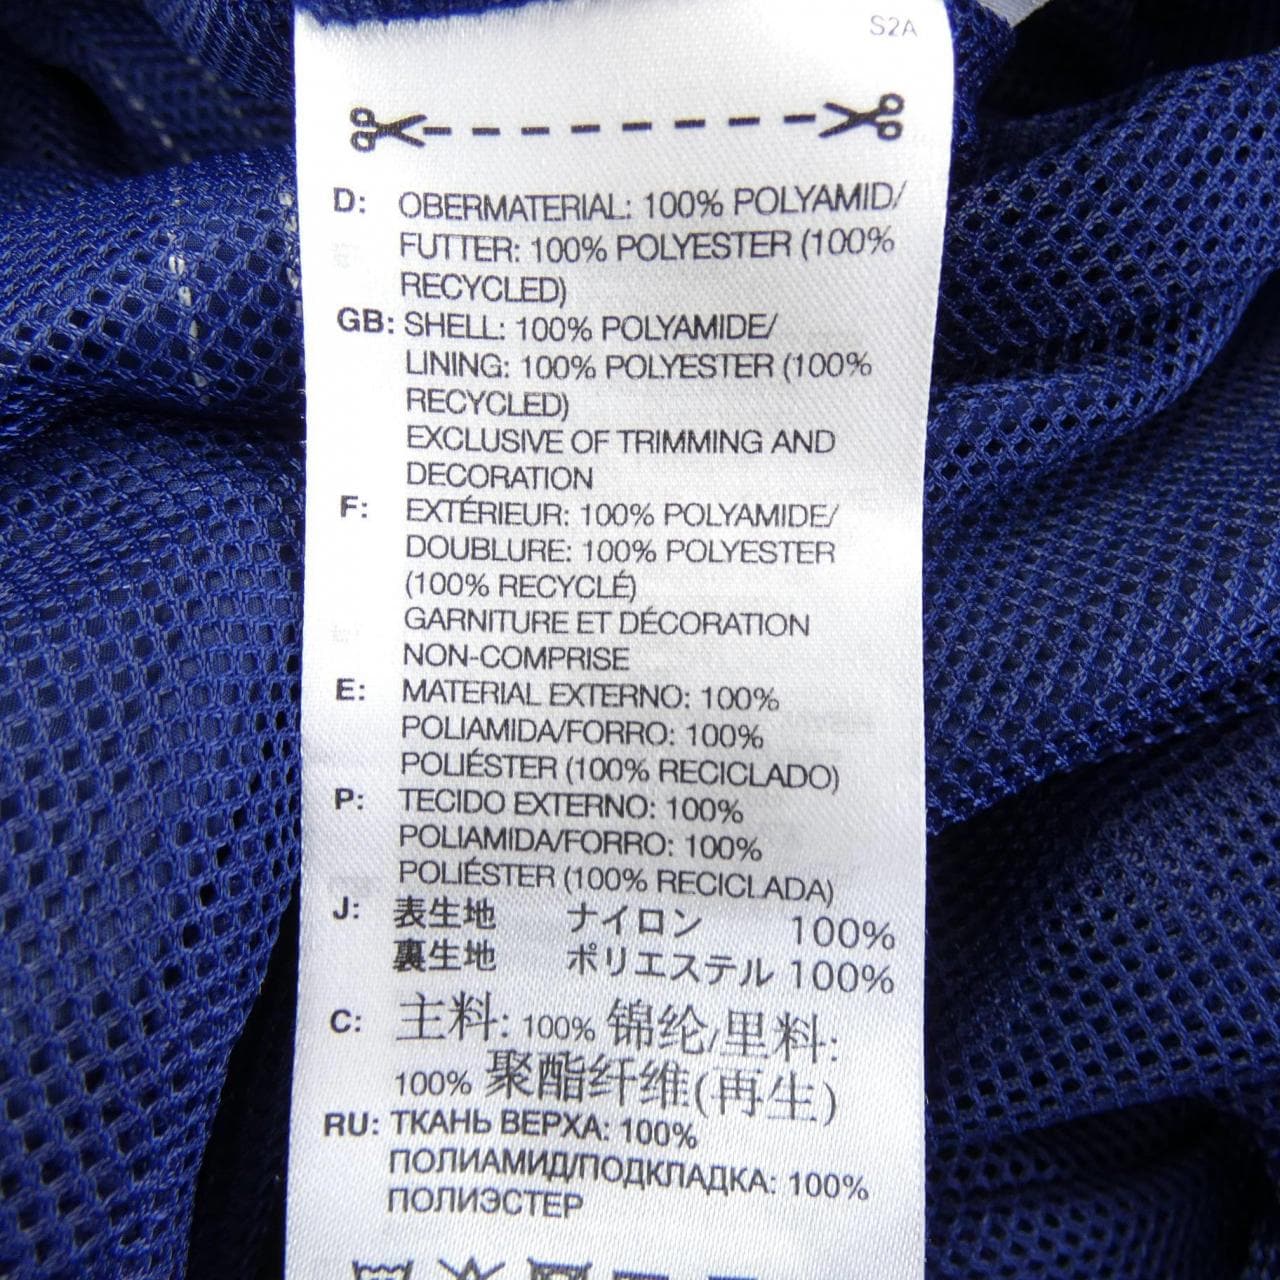 S2A
D: OBERMATERIAL: 100% POLYAMID/
FUTTER: 100% POLYESTER (100%
RECYCLED)
GB: SHELL: 100% POLYAMIDE/
LINING: 100% POLYESTER (100%
RECYCLED)
EXCLUSIVE OF TRIMMING AND
DECORATION
F: EXTÉRIEUR: 100% POLYAMIDE/
DOUBLURE: 100% POLYESTER
(100% RECYCLÉ)
GARNITURE ET DÉCORATION
NON-COMPRISE
E: MATERIAL EXTERNO: 100%
POLIAMIDA/FORRO: 100%
POLIÉSTER (100% RECICLADO)
P: TECIDO EXTERNO: 100%
POLIAMIDA/FORRO: 100%
POLIÉSTER (100% RECICLADA)
J: 表生地 ナイロン 100%
裏生地 ポリエステル 100%
C: 主料: 100% 锦纶/里料:
100% 聚酯纤维(再生)
RU: ТКАНЬ ВЕРХА: 100%
ПОЛИАМИД/ПОДКЛАДКА: 100%
ПОЛИЭСТЕР